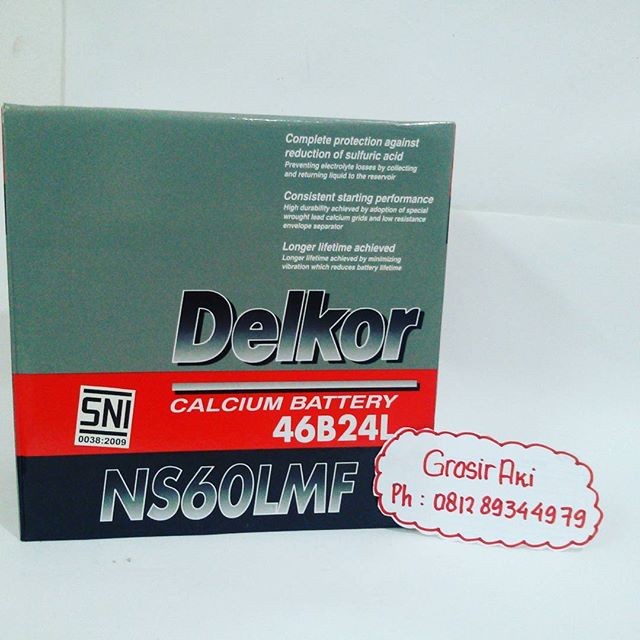 Complete protection against
reduction of sulfuric acid
Preventing electrolyte losses by collecting
and returning liquid to the reservoir
Consistent starting performance
High durability achieved by adoption of special
wrought lead calcium grids and low resistance
envelope separator
Longer lifetime achieved
Longer lifetime achieved by minimizing
vibration which reduces battery lifetime
Delkor
SNI
0038:2009
CALCIUM BATTERY
46B24L
NS60LMF
Grosir Aki
Ph : 0812 89344979